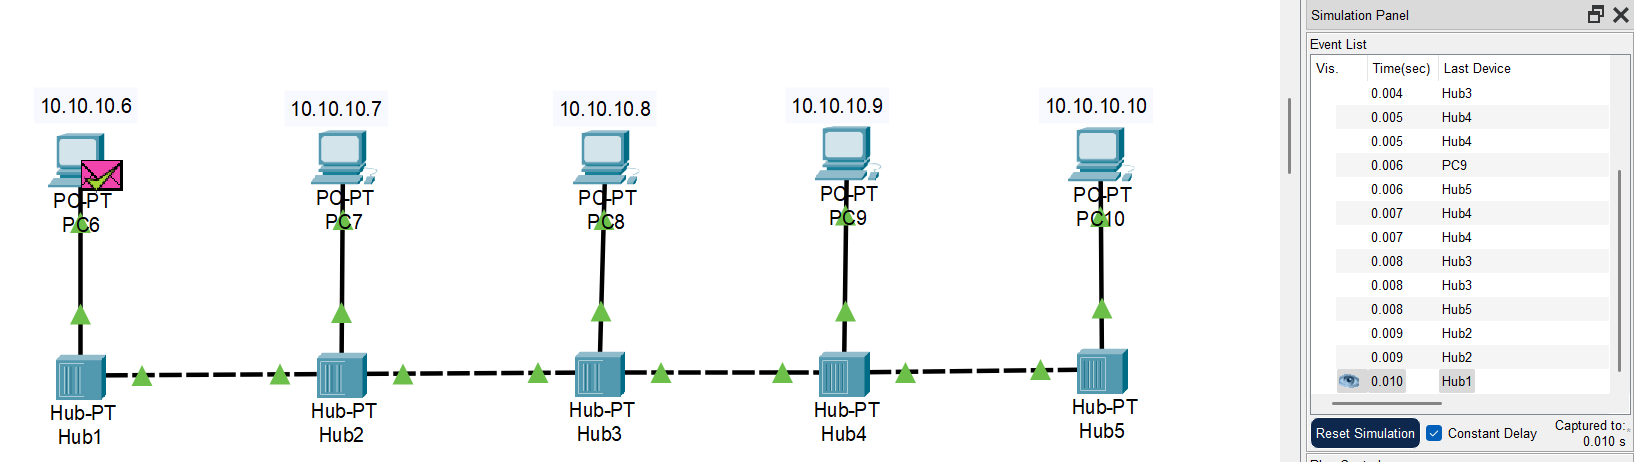 10.10.10.6
10.10.10.7
10.10.10.8
10.10.10.9
10.10.10.10
PC-PT
PC6
PC-PT
PC7
PC-PT
PC8
PC-PT
PC9
PC-PT
PC10
Hub-PT
Hub1
Hub-PT
Hub2
Hub-PT
Hub3
Hub-PT
Hub4
Hub-PT
Hub5
Simulation Panel
Event List
Vis. Time(sec) Last Device
0.004 Hub3
0.005 Hub4
0.005 Hub4
0.006 PC9
0.006 Hub5
0.007 Hub4
0.007 Hub4
0.008 Hub3
0.008 Hub3
0.008 Hub5
0.009 Hub2
0.009 Hub2
0.010 Hub1
Reset Simulation Constant Delay Captured to:*
0.010 s